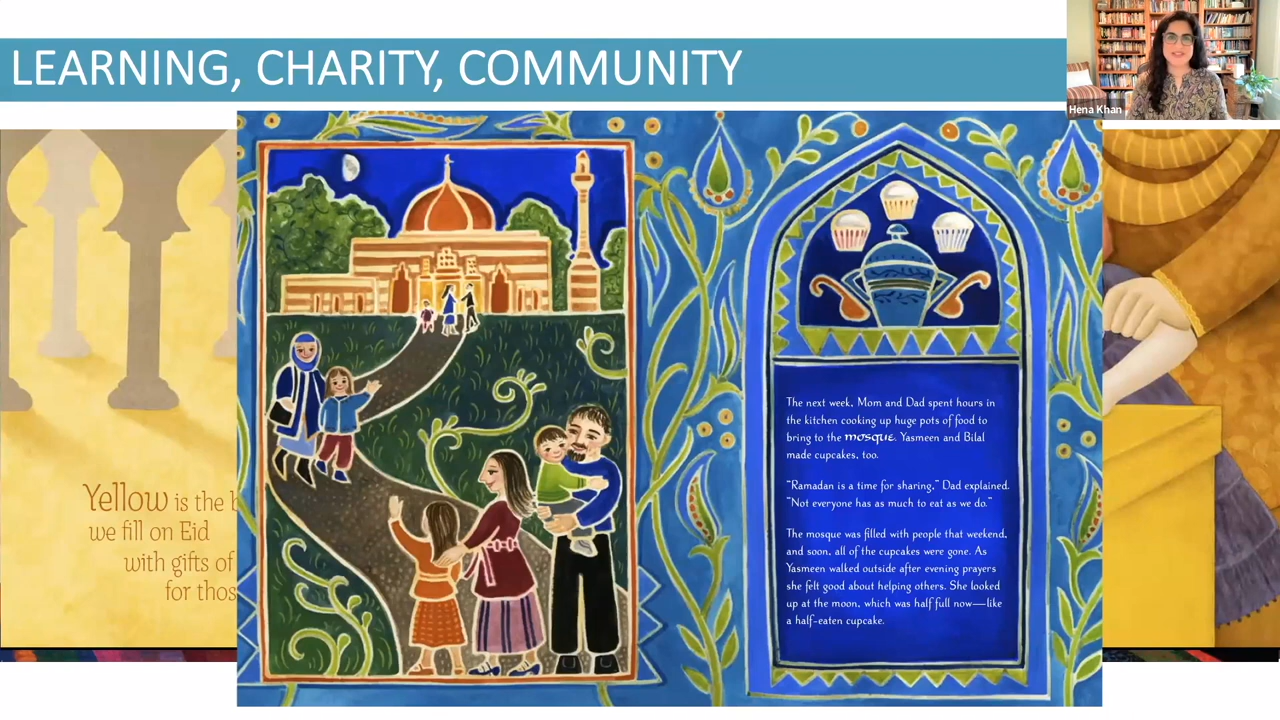 LEARNING, CHARITY, COMMUNITY
Hena Khan
Yellow is the
we fill on Eid
with gifts of
for
The next week, Mom and Dad spent hours in
the kitchen cooking up huge pots of food to
bring to the mosque. Yasmeen and Bilal
made cupcakes, too.
"Ramadan is a time for sharing," Dad explained.
"Not everyone has as much to eat as we do."
The mosque was filled with people that weekend,
and soon, all of the cupcakes were gone. As
Yasmeen walked outside after evening prayers
she felt good about helping others. She looked
up at the moon, which was half full now—like
a half-eaten cupcake.